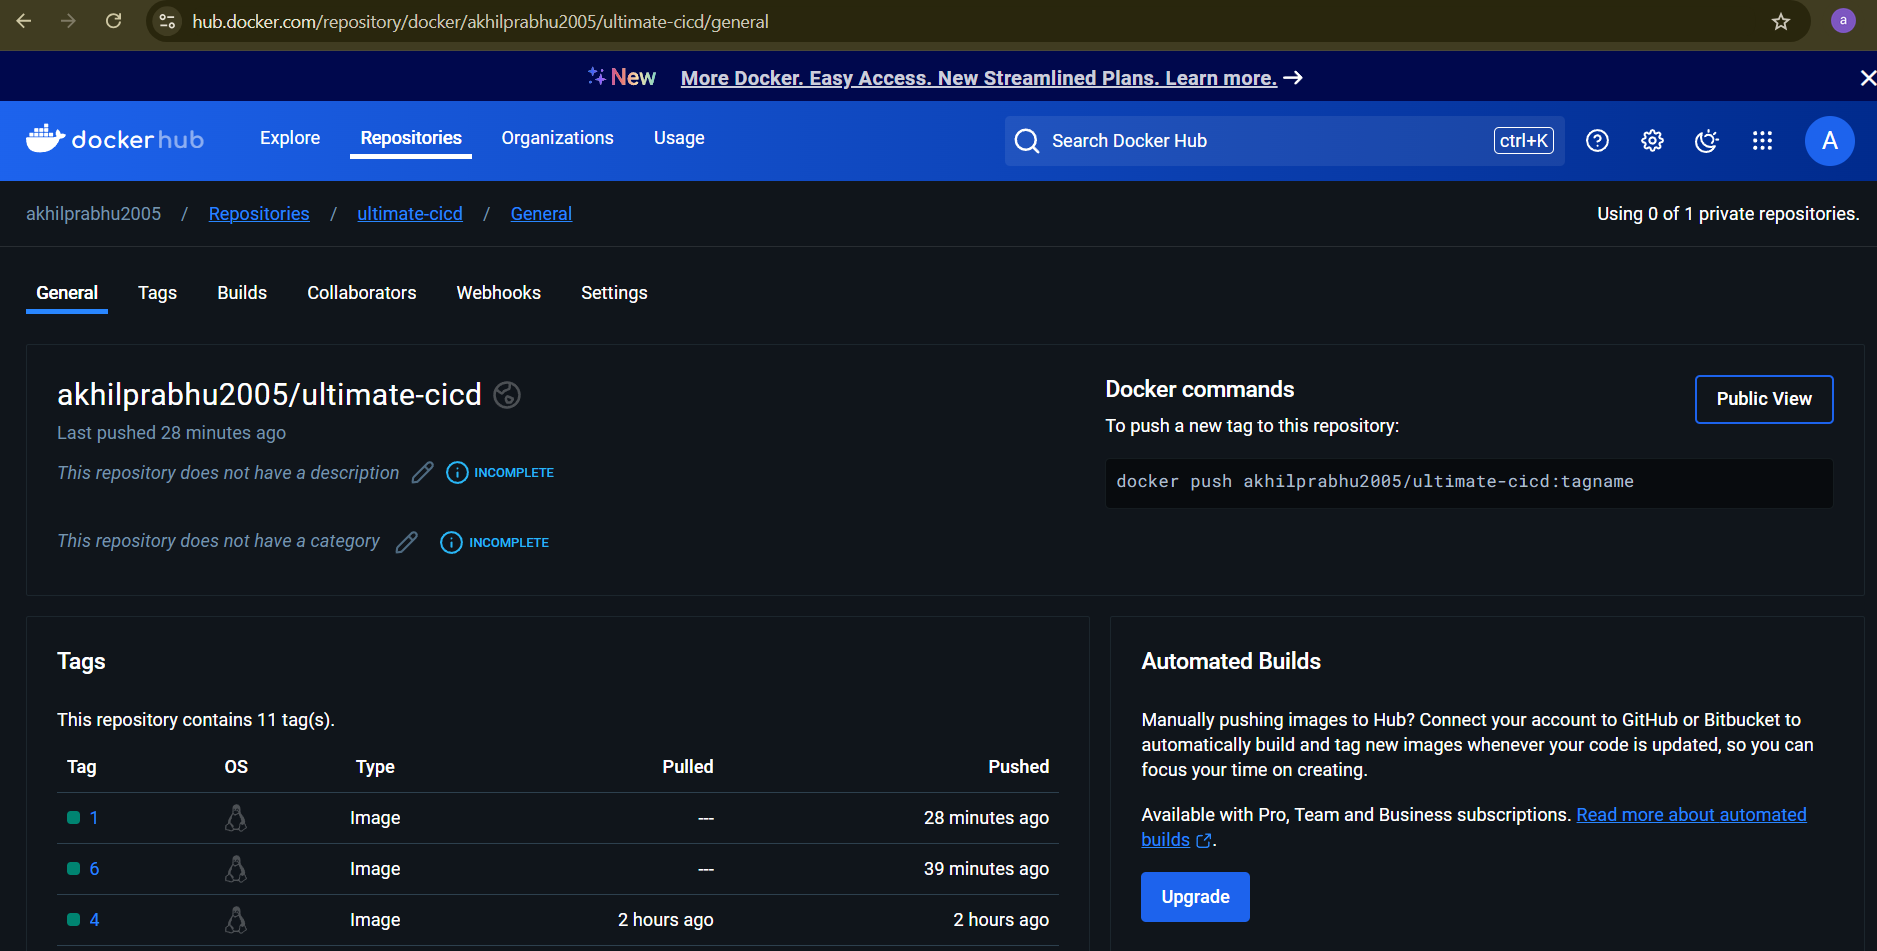 hub.docker.com/repository/docker/akhilprabhu2005/ultimate-cicd/general
a
New More Docker. Easy Access. New Streamlined Plans. Learn more. →
dockerhub Explore Repositories Organizations Usage Search Docker Hub ctrl+K A
akhilprabhu2005 / Repositories / ultimate-cicd / General Using 0 of 1 private repositories.
General Tags Builds Collaborators Webhooks Settings
akhilprabhu2005/ultimate-cicd
Last pushed 28 minutes ago
This repository does not have a description INCOMPLETE
This repository does not have a category INCOMPLETE
Docker commands
Public View
To push a new tag to this repository:
docker push akhilprabhu2005/ultimate-cicd:tagname
Tags
This repository contains 11 tag(s).
Tag OS Type Pulled Pushed
1 Image --- 28 minutes ago
6 Image --- 39 minutes ago
4 Image 2 hours ago 2 hours ago
Automated Builds
Manually pushing images to Hub? Connect your account to GitHub or Bitbucket to
automatically build and tag new images whenever your code is updated, so you can
focus your time on creating.
Available with Pro, Team and Business subscriptions. Read more about automated
builds.
Upgrade